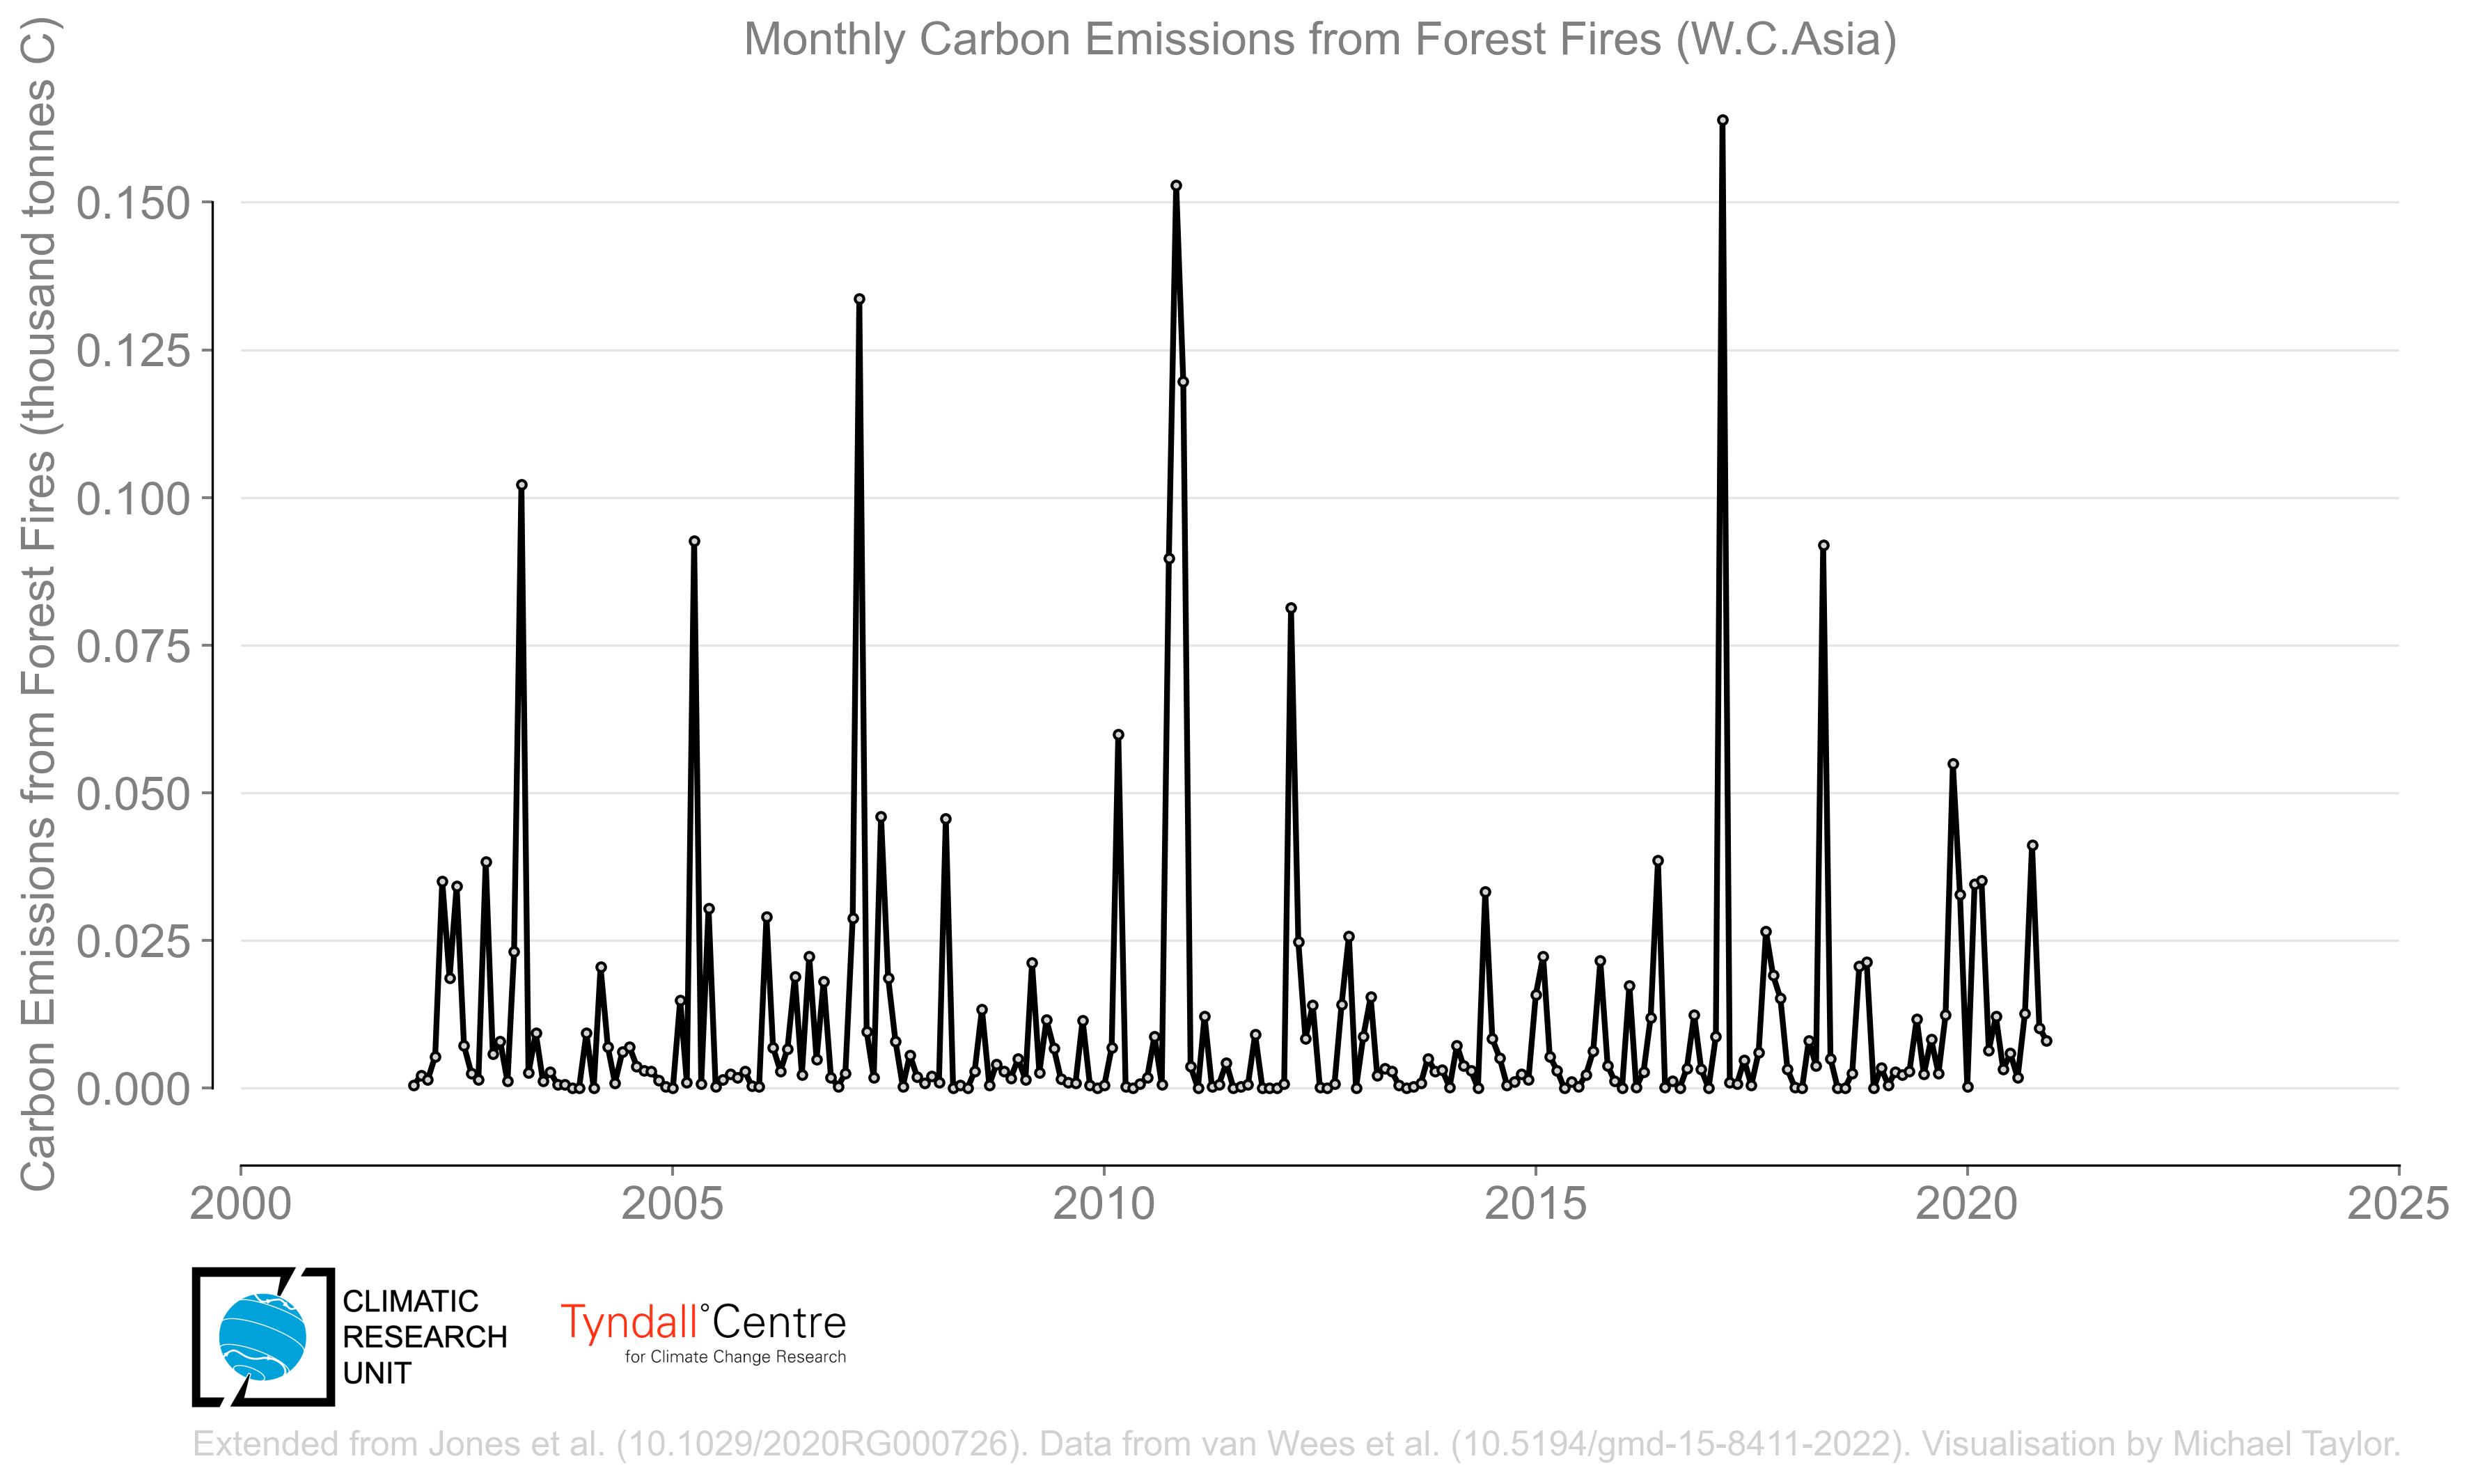 Monthly Carbon Emissions from Forest Fires (W.C.Asia)
Carbon Emissions from Forest Fires (thousand tonnes C)
0.150
0.125
0.100
0.075
0.050
0.025
0.000
2000 2005 2010 2015 2020 2025
CLIMATIC
RESEARCH
UNIT
Tyndall°Centre
for Climate Change Research
Extended from Jones et al. (10.1029/2020RG000726). Data from van Wees et al. (10.5194/gmd-15-8411-2022). Visualisation by Michael Taylor.